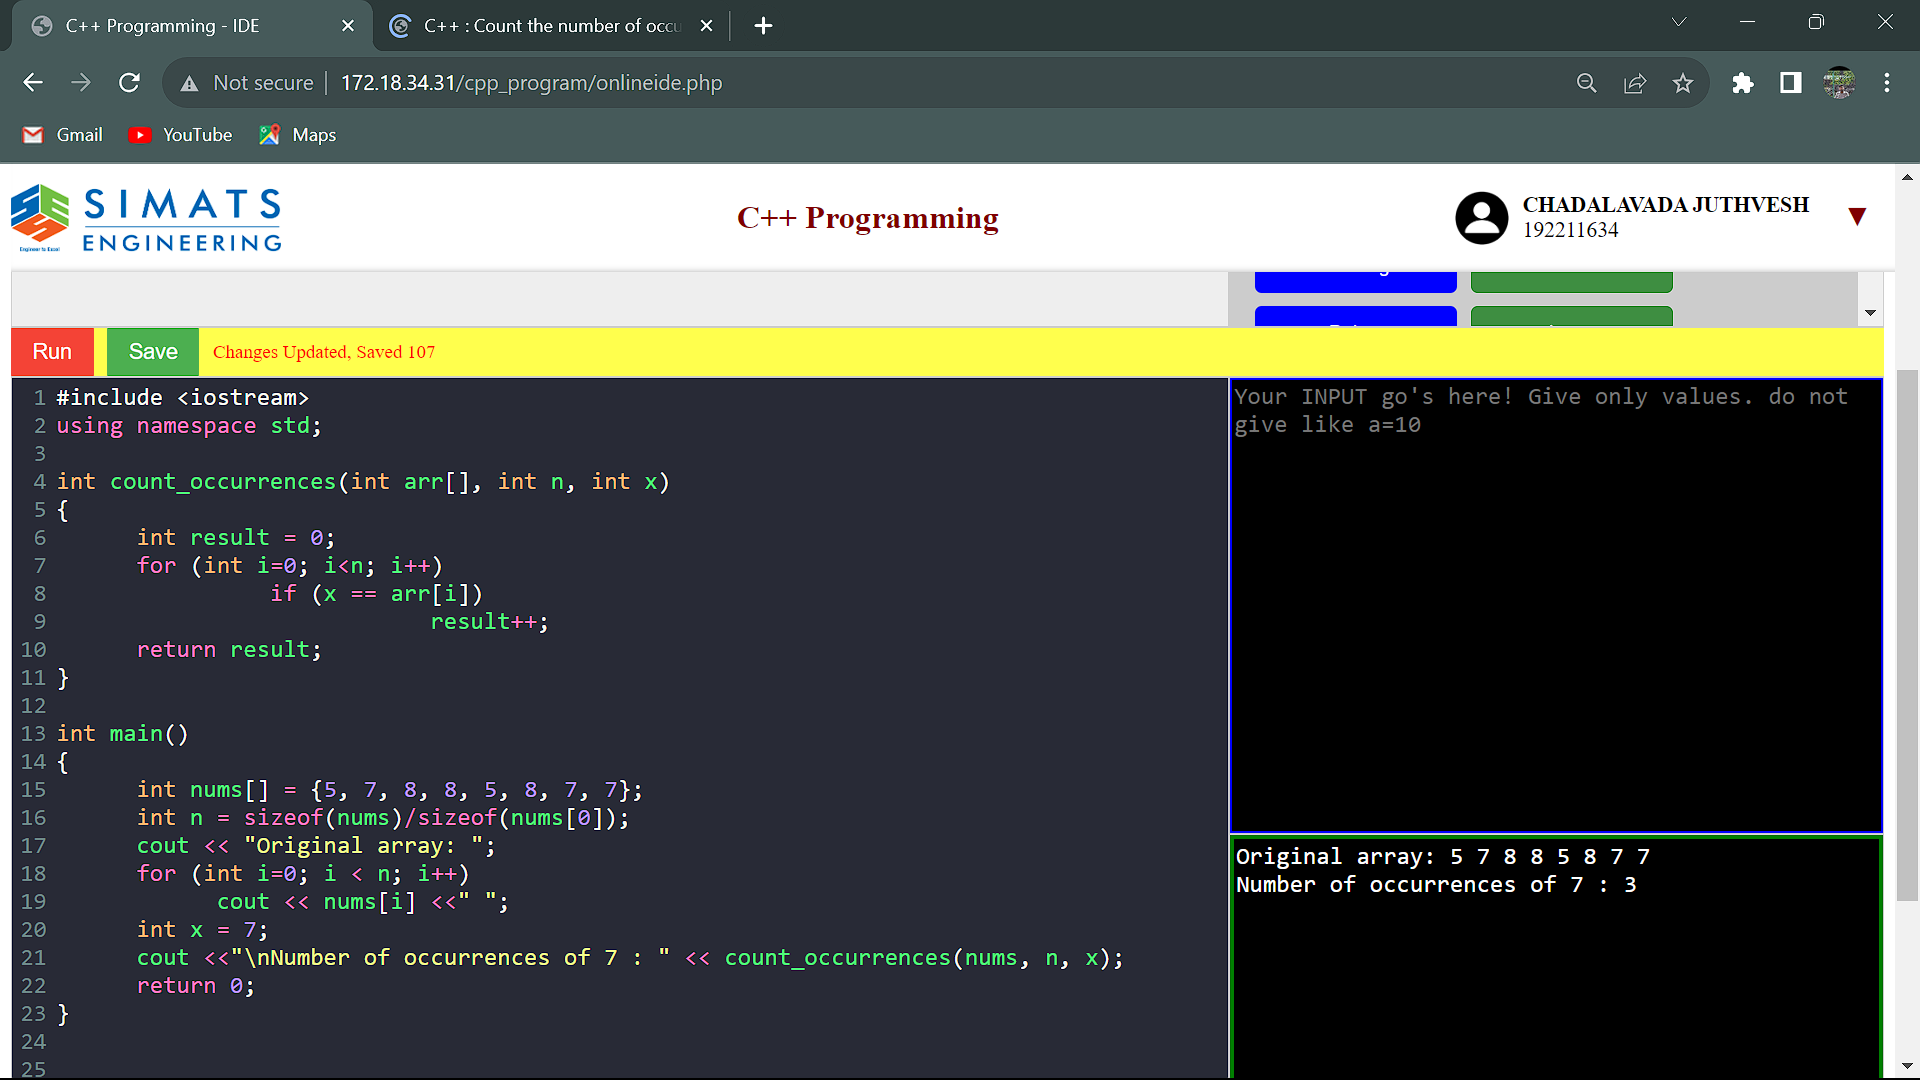 C++ Programming - IDE
C++ : Count the number of occu
Not secure
172.18.34.31/cpp_program/onlineide.php
Gmail
YouTube
Maps
SIMATS
ENGINEERING
Engineer to Excel
C++ Programming
CHADALAVADA JUTHVESH
192211634
Run
Save
Changes Updated, Saved 107
1 #include <iostream>
2 using namespace std;
3
4 int count_occurrences(int arr[], int n, int x)
5 {
6 int result = 0;
7 for (int i=0; i<n; i++)
8 if (x == arr[i])
9 result++;
10 return result;
11 }
12
13 int main()
14 {
15 int nums[] = {5, 7, 8, 8, 5, 8, 7, 7};
16 int n = sizeof(nums)/sizeof(nums[0]);
17 cout << "Original array: ";
18 for (int i=0; i < n; i++)
19 cout << nums[i] <<" ";
20 int x = 7;
21 cout <<"\nNumber of occurrences of 7 : " << count_occurrences(nums, n, x);
22 return 0;
23 }
24
25
Your INPUT go's here! Give only values. do not
give like a=10
Original array: 5 7 8 8 5 8 7 7
Number of occurrences of 7 : 3